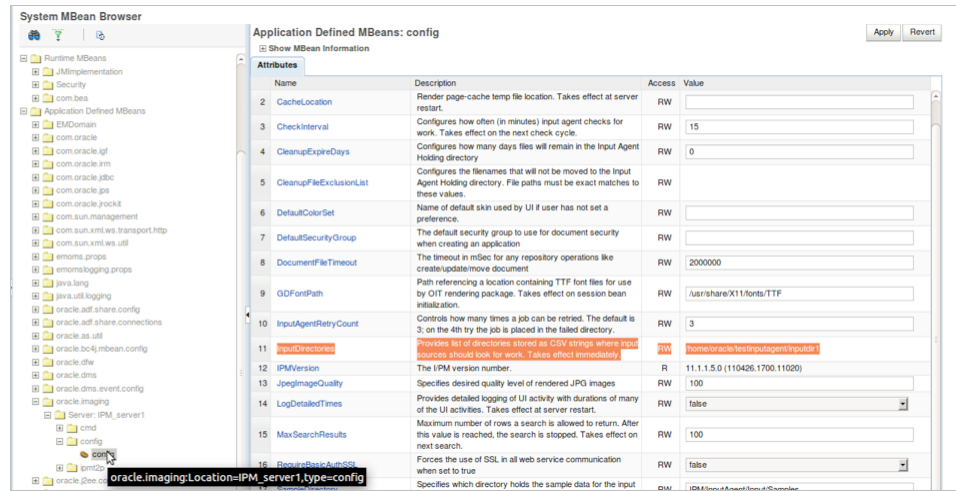 System MBean Browser
Runtime MBeans
JMImplementation
Security
com.bea
Application Defined MBeans
EMDomain
com.oracle
com.oracle.igf
com.oracle.irm
com.oracle.jdbc
com.oracle.jps
com.oracle.jrockit
com.sun.management
com.sun.xml.ws.transport.http
com.sun.xml.ws.util
emoms.props
emomslogging.props
java.lang
java.util.logging
oracle.adf.share.config
oracle.adf.share.connections
oracle.as.util
oracle.bc4j.mbean.config
oracle.dfw
oracle.dms
oracle.dms.event.config
oracle.imaging
Server: IPM_server1
cmd
config
config
ipmt2p
oracle.j2ee.co
oracle.imaging:Location=IPM_server1,type=config
Application Defined MBeans: config
Apply Revert
Show MBean Information
Attributes
Name Description Access Value
2 CacheLocation Render page-cache temp file location. Takes effect at server RW
restart.
3 CheckInterval Configures how often (in minutes) input agent checks for RW 15
work. Takes effect on the next check cycle.
4 CleanupExpireDays Configures how many days files will remain in the Input Agent RW 0
Holding directory
5 CleanupFileExclusionList Configures the filenames that will not be moved to the Input RW
Agent Holding directory. File paths must be exact matches to
these values.
6 DefaultColorSet Name of default skin used by UI if user has not set a RW
preference.
7 DefaultSecurityGroup The default security group to use for document security RW
when creating an application
8 DocumentFileTimeout The timeout in mSec for any repository operations like RW 2000000
create/update/move document
9 GDFontPath Path referencing a location containing TTF font files for use RW /usr/share/X11/fonts/TTF
by OIT rendering package. Takes effect on session bean
initialization.
10 InputAgentRetryCount Controls how many times a job can be retried. The default is RW 3
3; on the 4th try the job is placed in the failed directory.
11 InputDirectories Provides list of directories stored as CSV strings where input RW /home/oracle/testinputagent/inputdir1
sources should look for work. Takes effect immediately.
12 IPMVersion The I/PM version number. R 11.1.1.5.0 (110426.1700.11020)
13 JpegImageQuality Specifies desired quality level of rendered JPG images RW 100
14 LogDetailedTimes Provides detailed logging of UI activity with durations of many RW false
of the UI activities. Takes effect at server restart.
15 MaxSearchResults Maximum number of rows a search is allowed to return. After RW 100
this value is reached, the search is stopped. Takes effect on
next search.
16 RequireBasicAuthSSL Forces the use of SSL in all web service communication RW false
when set to true
17 SampleDirectory Specifies which directory holds the sample data for the input RW IPM/InputAgent/Input/Samples